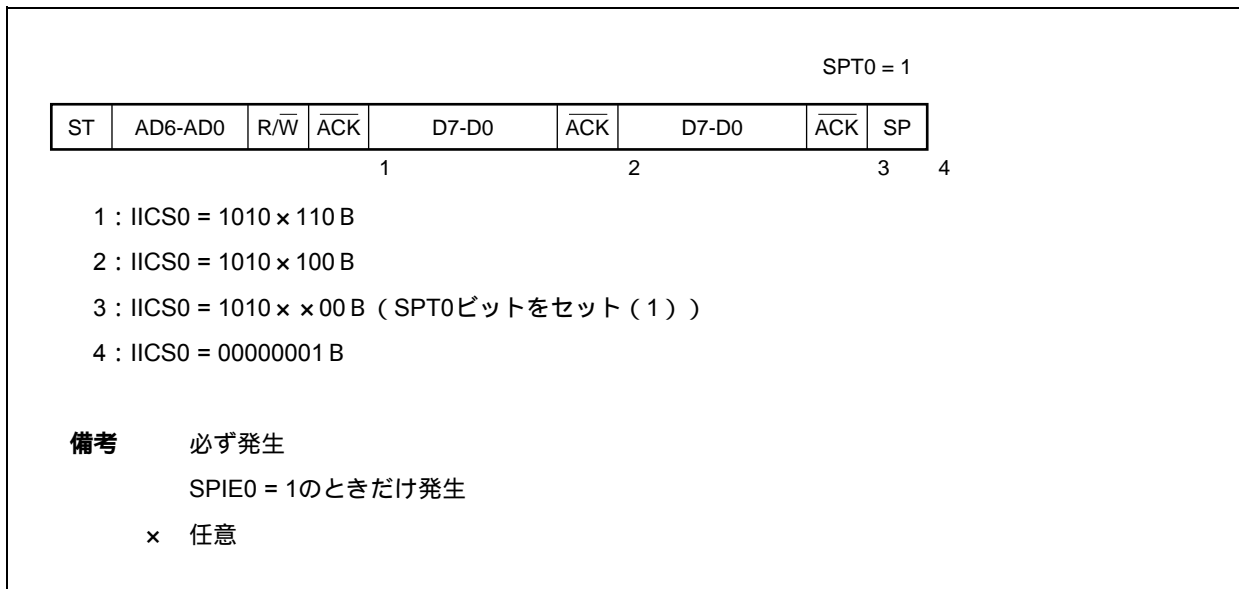 SPT0 = 1
ST AD6-AD0 R/W̅ A̅C̅K̅ D7-D0 A̅C̅K̅ D7-D0 A̅C̅K̅ SP
1 2 3 4
1 : IICS0 = 1010×110 B
2 : IICS0 = 1010×100 B
3 : IICS0 = 1010××00 B（SPT0ビットをセット（1））
4 : IICS0 = 00000001 B
備考 必ず発生
SPIE0 = 1のときだけ発生
× 任意